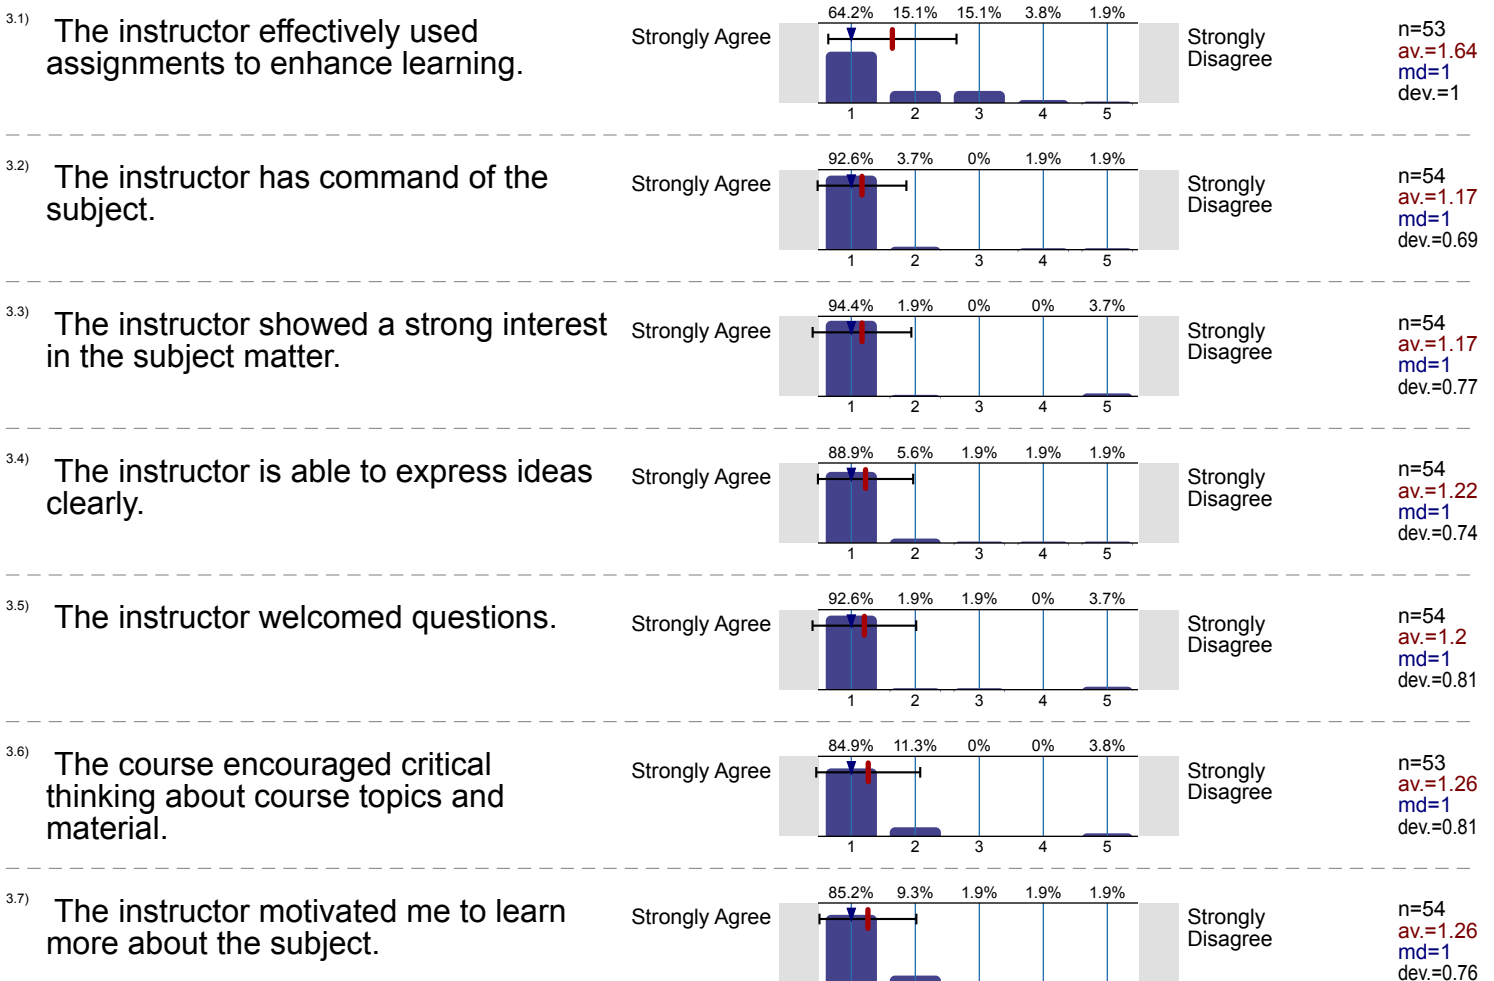 3.1) The instructor effectively used
assignments to enhance learning.
Strongly Agree
64.2% 15.1% 15.1% 3.8% 1.9%
1 2 3 4 5
Strongly
Disagree
n=53
av.=1.64
md=1
dev.=1
3.2) The instructor has command of the
subject.
Strongly Agree
92.6% 3.7% 0% 1.9% 1.9%
1 2 3 4 5
Strongly
Disagree
n=54
av.=1.17
md=1
dev.=0.69
3.3) The instructor showed a strong interest
in the subject matter.
Strongly Agree
94.4% 1.9% 0% 0% 3.7%
1 2 3 4 5
Strongly
Disagree
n=54
av.=1.17
md=1
dev.=0.77
3.4) The instructor is able to express ideas
clearly.
Strongly Agree
88.9% 5.6% 1.9% 1.9% 1.9%
1 2 3 4 5
Strongly
Disagree
n=54
av.=1.22
md=1
dev.=0.74
3.5) The instructor welcomed questions.
Strongly Agree
92.6% 1.9% 1.9% 0% 3.7%
1 2 3 4 5
Strongly
Disagree
n=54
av.=1.2
md=1
dev.=0.81
3.6) The course encouraged critical
thinking about course topics and
material.
Strongly Agree
84.9% 11.3% 0% 0% 3.8%
1 2 3 4 5
Strongly
Disagree
n=53
av.=1.26
md=1
dev.=0.81
3.7) The instructor motivated me to learn
more about the subject.
Strongly Agree
85.2% 9.3% 1.9% 1.9% 1.9%
Strongly
Disagree
n=54
av.=1.26
md=1
dev.=0.76